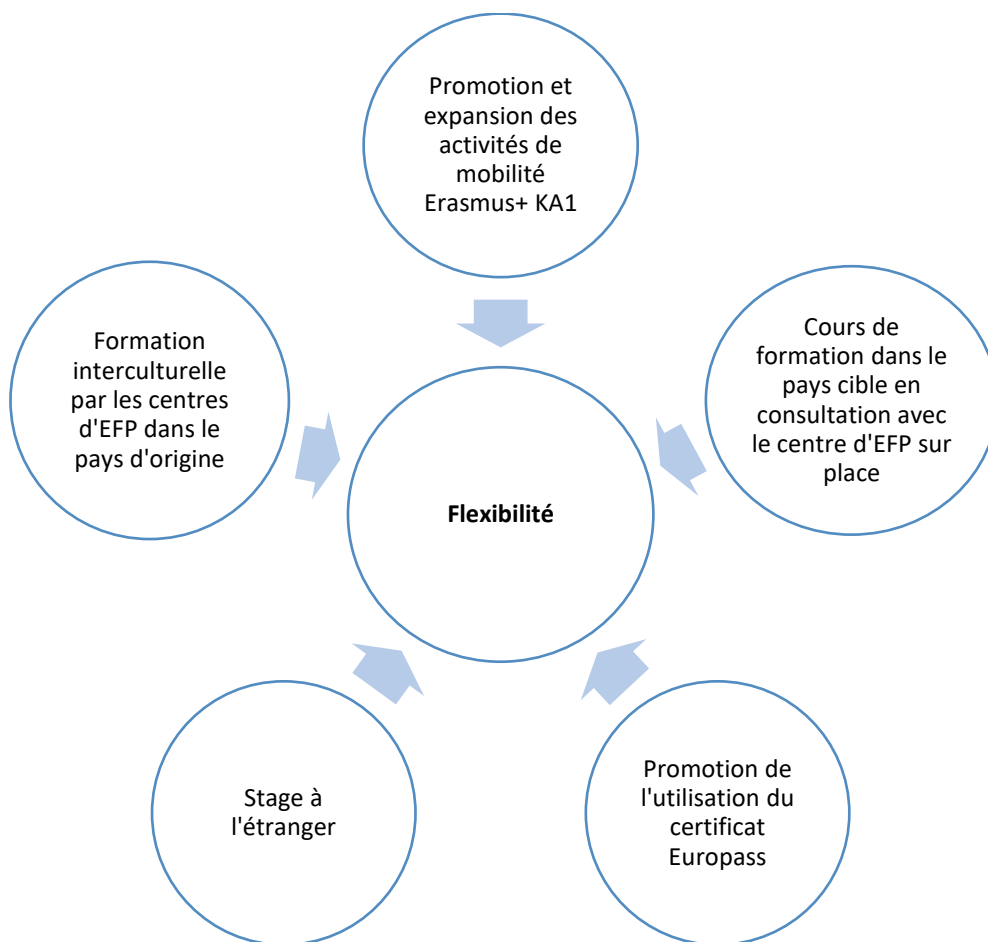 Promotion et
expansion des
activités de
mobilité
Erasmus+ KA1
Formation
interculturelle
par les centres
d'EFP dans le
pays d'origine
Cours de
formation dans le
pays cible en
consultation avec
le centre d'EFP sur
place
Flexibilité
Stage à
l'étranger
Promotion de
l'utilisation du
certificat
Europass